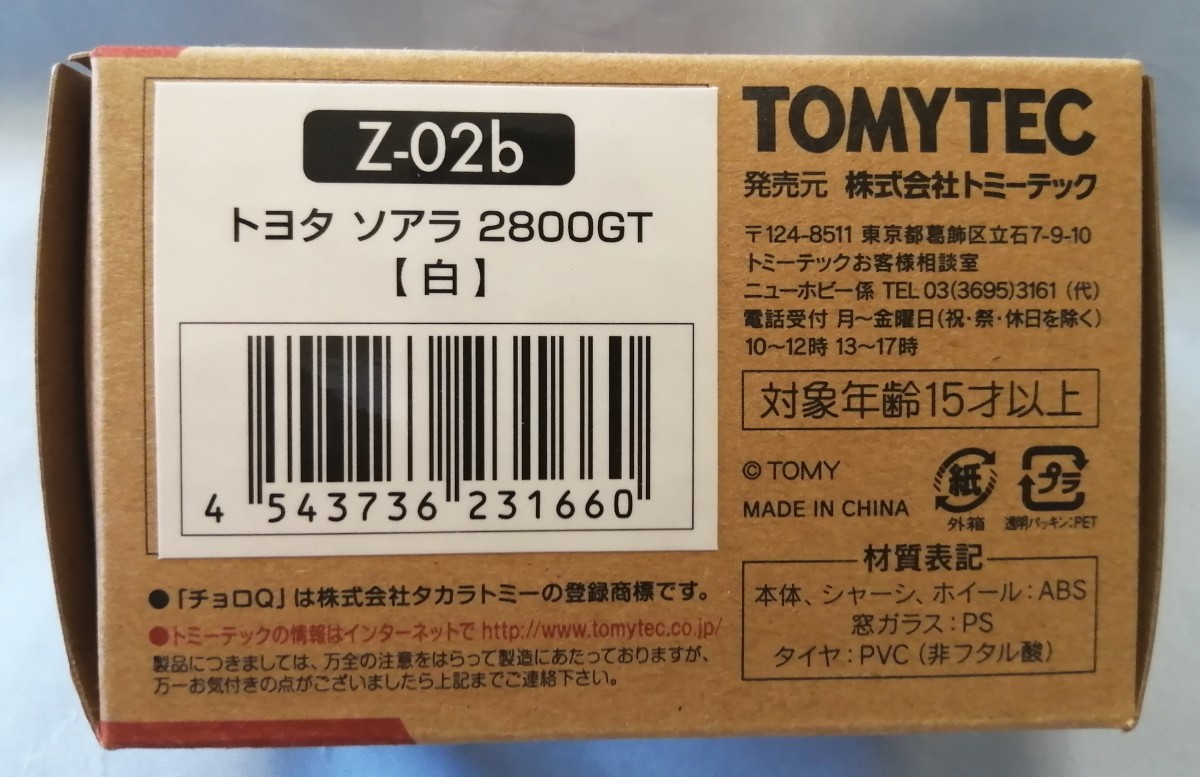 Z-02b
トヨタ ソアラ 2800GT
【白】
4 543736 231660
TOMYTEC
発売元 株式会社トミーテック
〒124-8511 東京都葛飾区立石7-9-10
トミーテックお客様相談室
ニューホビー係 TEL 03(3695)3161 (代)
電話受付 月〜金曜日(祝・祭・休日を除く)
10〜12時 13〜17時
対象年齢15才以上
© TOMY
MADE IN CHINA
紙
外箱
プラ
透明パッキン:PET
材質表記
本体、シャーシ、ホイール:ABS
窓ガラス:PS
タイヤ:PVC (非フタル酸)
●「チョロQ」は株式会社タカラトミーの登録商標です。
●トミーテックの情報はインターネットで http://www.tomytec.co.jp/
製品につきましては、万全の注意をはらって製造にあたっておりますが、
万一お気付きの点がございましたら上記までご連絡下さい。